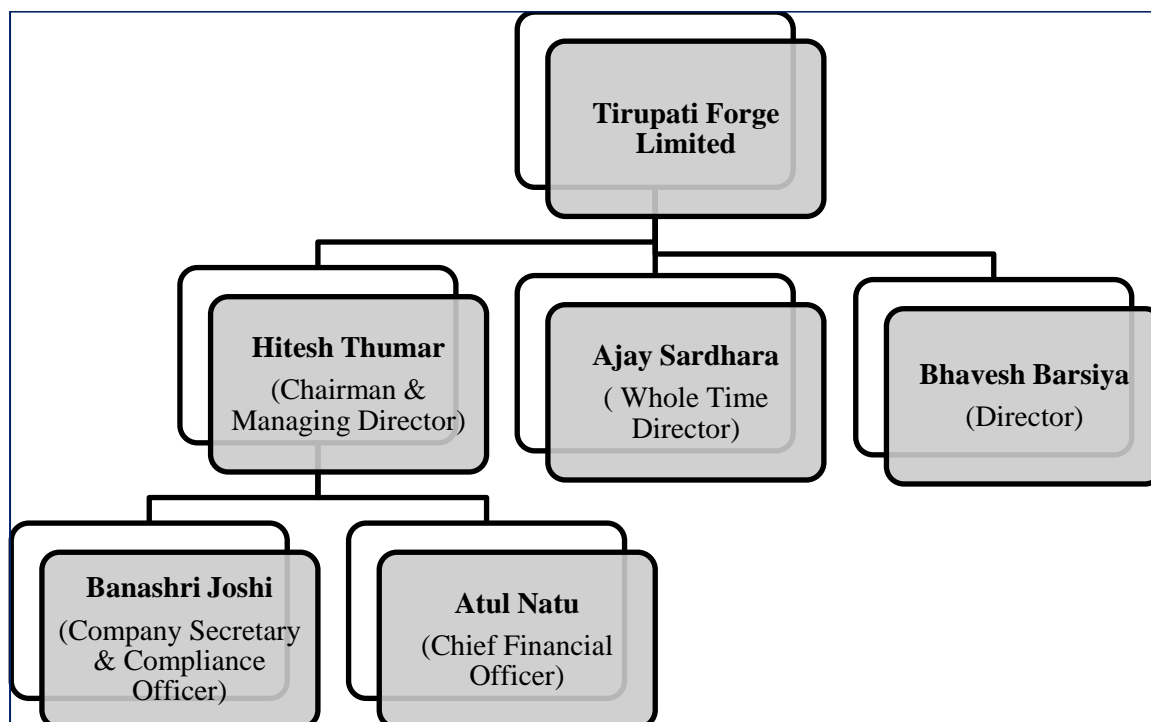 Tirupati Forge
Limited
Hitesh Thumar
(Chairman &
Managing Director)
Ajay Sardhara
( Whole Time
Director)
Bhavesh Barsiya
(Director)
Banashri Joshi
(Company Secretary
& Compliance
Officer)
Atul Natu
(Chief Financial
Officer)